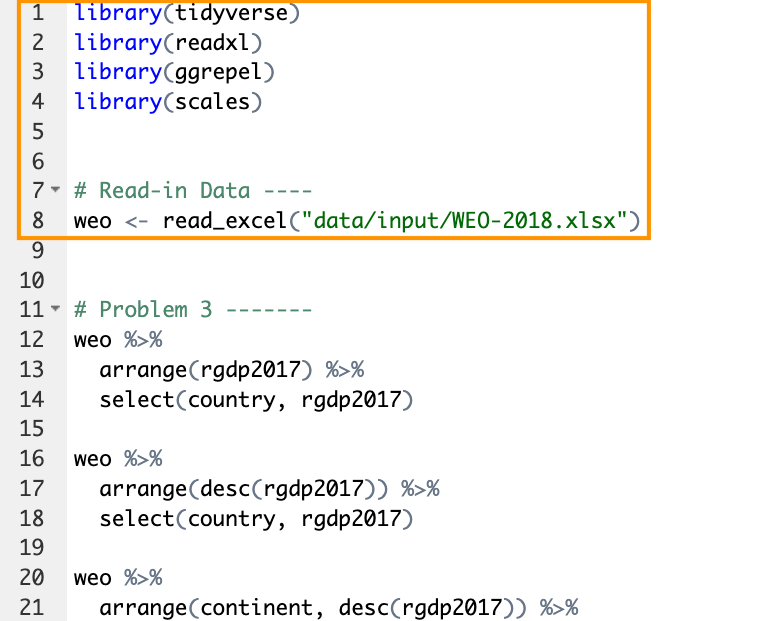 1 library(tidyverse)
2 library(readxl)
3 library(ggrepel)
4 library(scales)
5
6
7 # Read-in Data ----
8 weo <- read_excel("data/input/WEO-2018.xlsx")
9
10
11 # Problem 3 -------
12 weo %>%
13   arrange(rgdp2017) %>%
14   select(country, rgdp2017)
15
16 weo %>%
17   arrange(desc(rgdp2017)) %>%
18   select(country, rgdp2017)
19
20 weo %>%
21   arrange(continent, desc(rgdp2017)) %>%